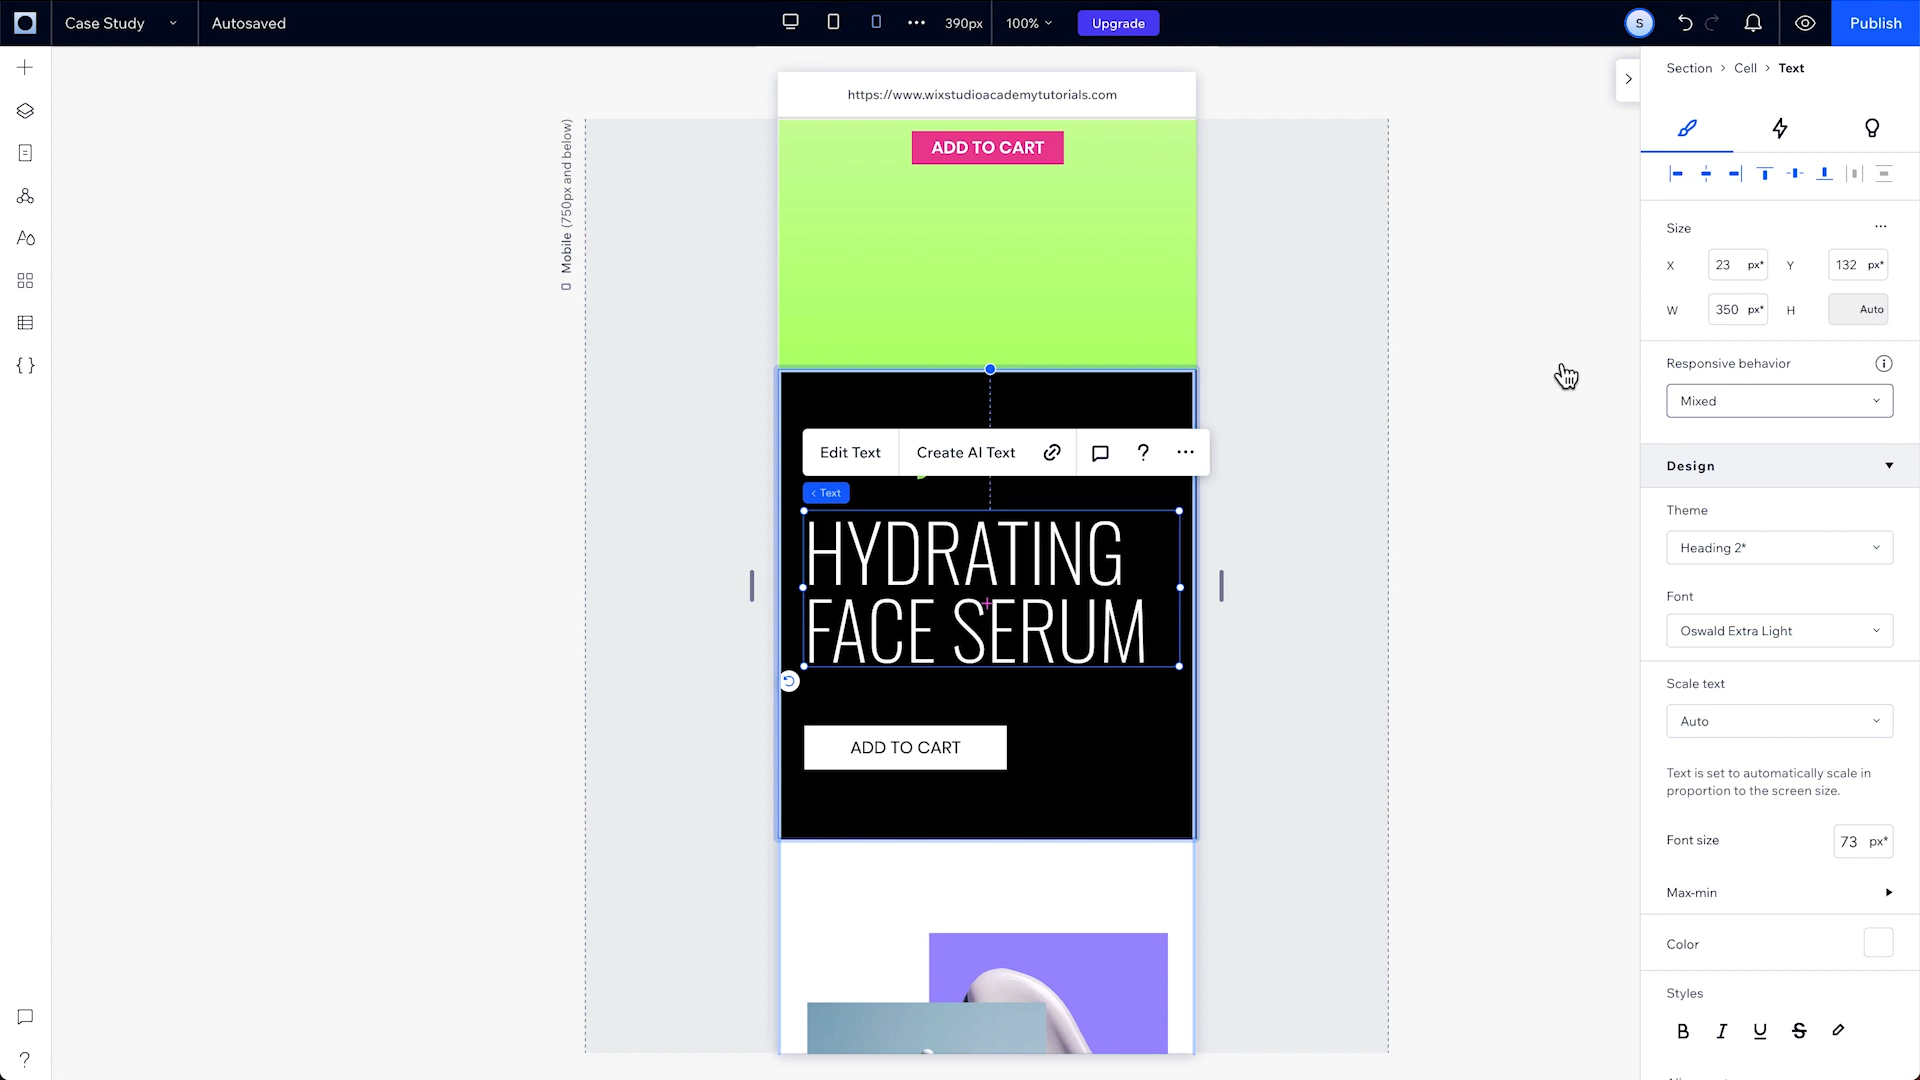 Case Study
Autosaved
390px
100%
Upgrade
S
Publish
Section > Cell > Text
https://www.wixstudioacademytutorials.com
Mobile (750px and below)
ADD TO CART
Size
X 23 px* Y 132 px*
W 350 px* H Auto
Responsive behavior
Mixed
Edit Text
Create AI Text
?
< Text
HYDRATING
FACE SERUM
ADD TO CART
Design
Theme
Heading 2*
Font
Oswald Extra Light
Scale text
Auto
Text is set to automatically scale in
proportion to the screen size.
Font size 73 px*
Max-min
Color
Styles
B I U S
?